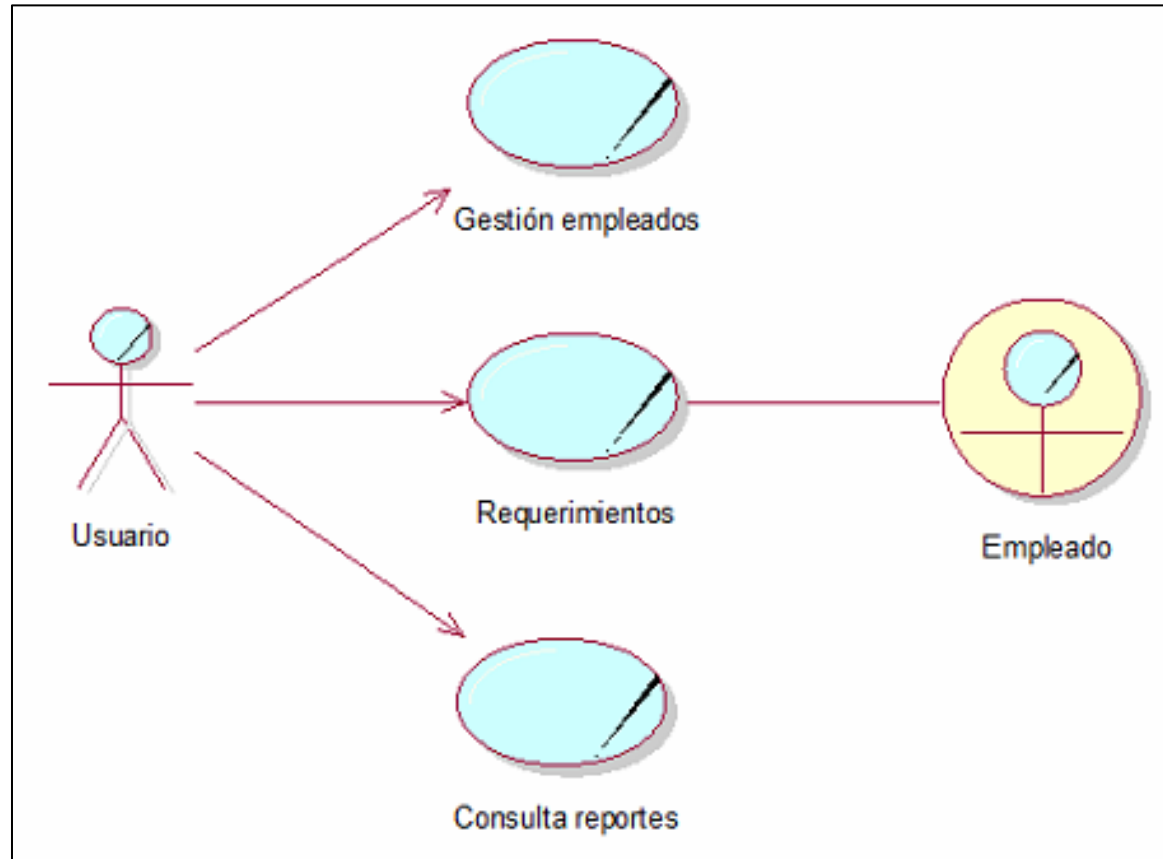 Gestión empleados
Usuario
Requerimientos
Empleado
Consulta reportes